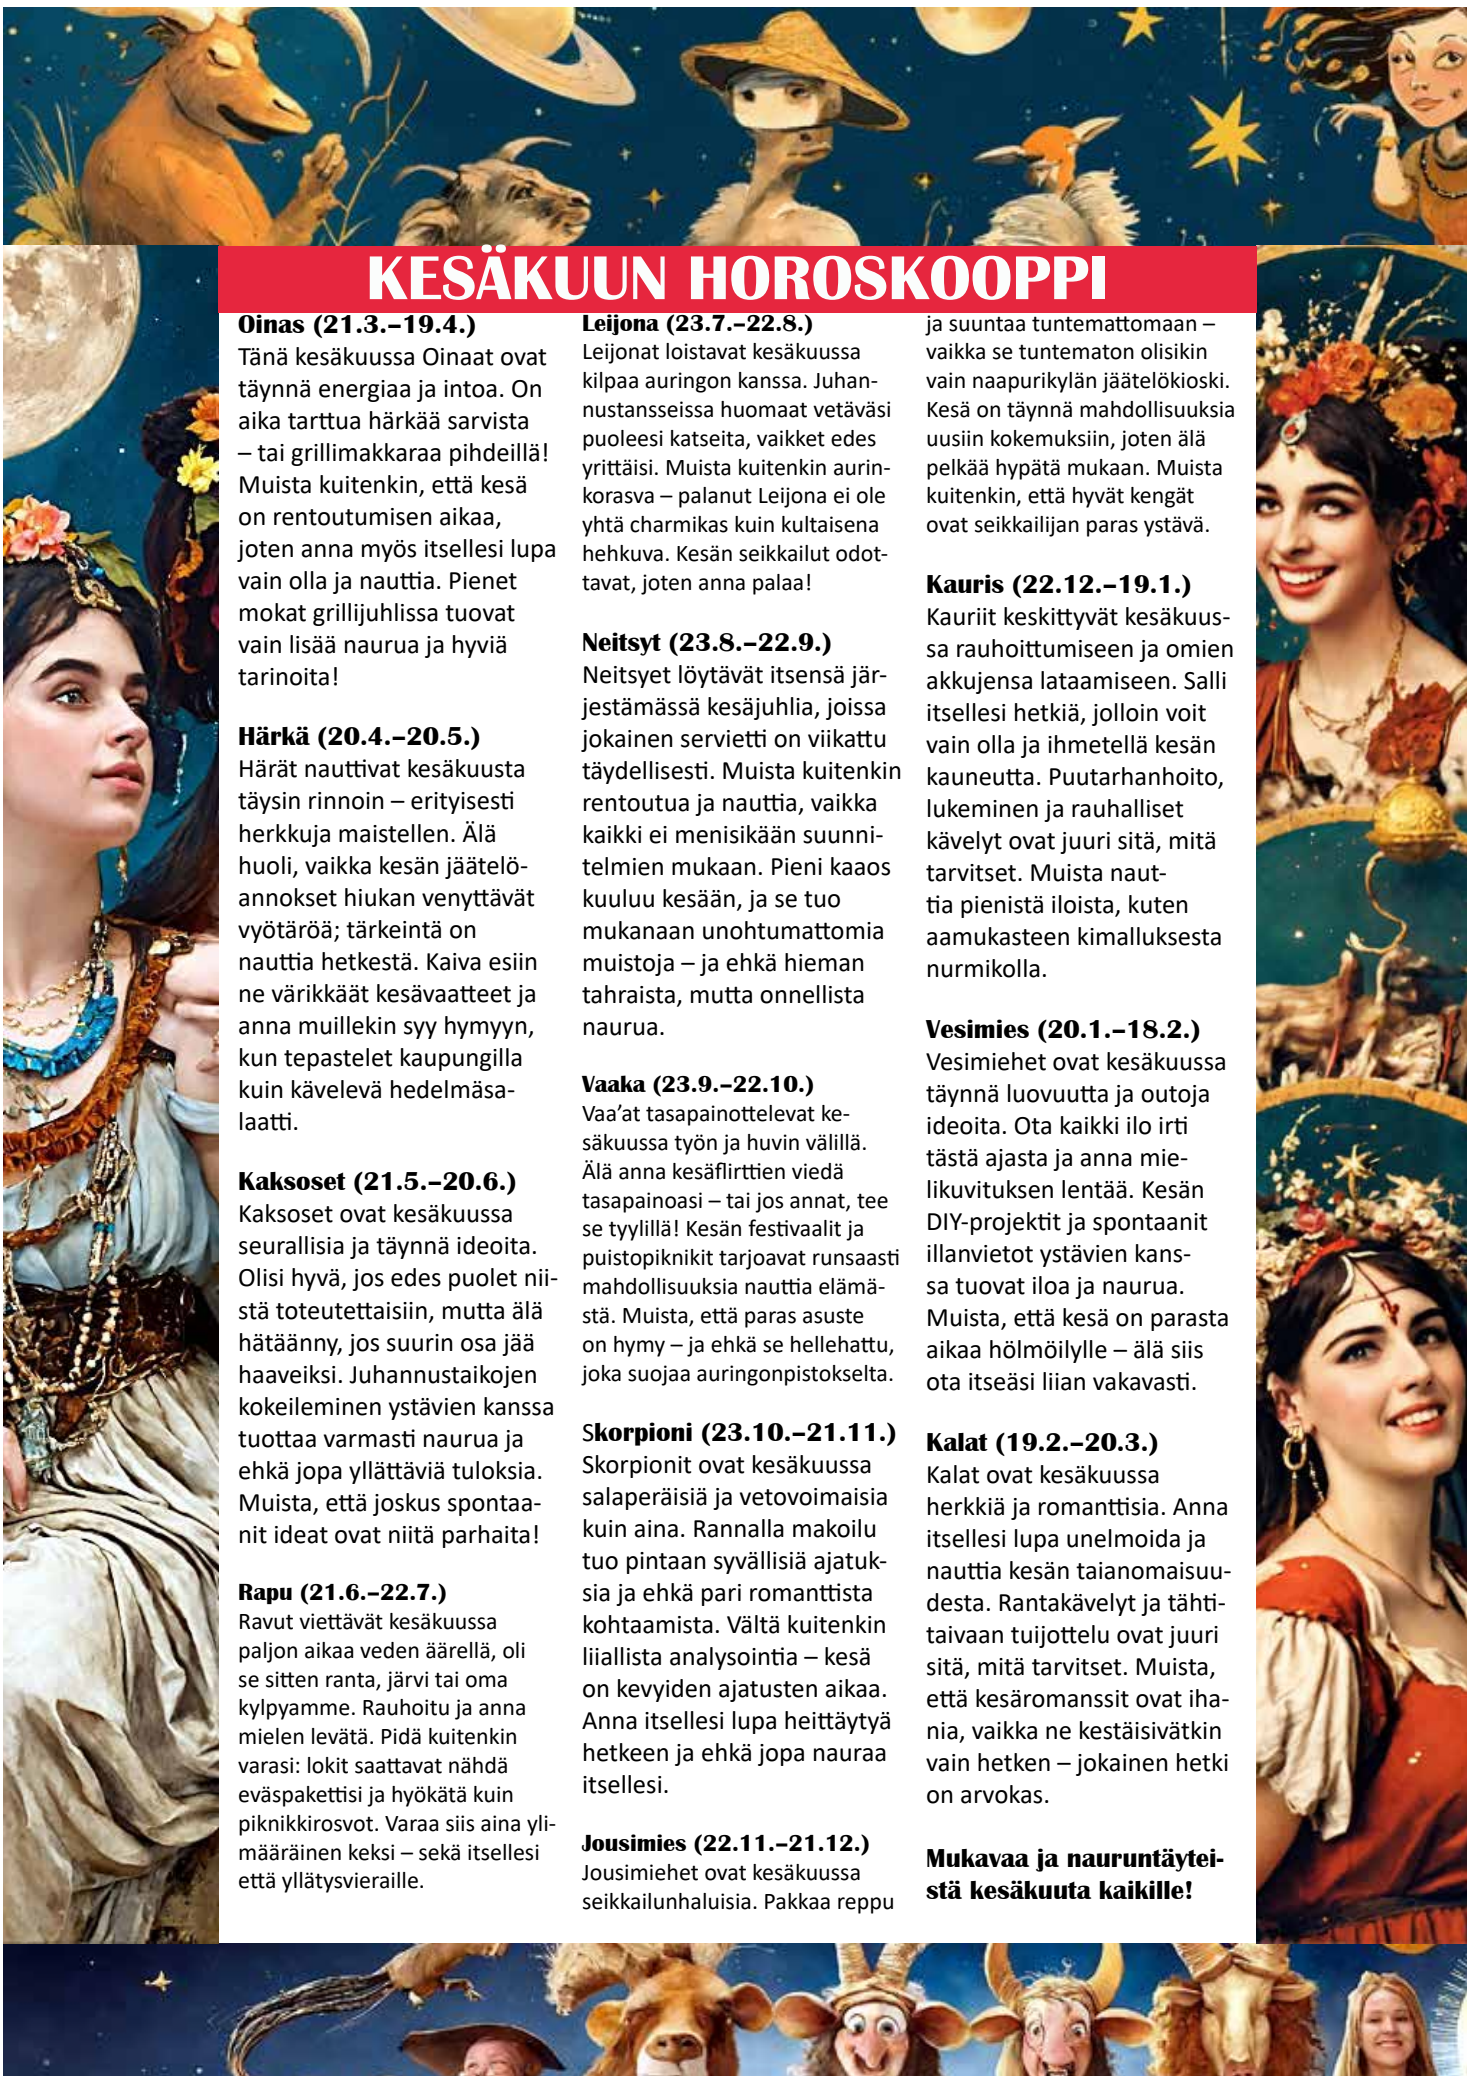 KESÄKUUN HOROSKOOPPI
Oinas (21.3.–19.4.)
Tänä kesäkuussa Oinaat ovat
täynnä energiaa ja intoa. On
aika tarttua härkää sarvista
– tai grillimakkaraa pihdeillä!
Muista kuitenkin, että kesä
on rentoutumisen aikaa,
joten anna myös itsellesi lupa
vain olla ja nauttia. Pienet
mokat grillijuhlissa tuovat
vain lisää naurua ja hyviä
tarinoita!
Härkä (20.4.–20.5.)
Härät nauttivat kesäkuusta
täysin rinnoin – erityisesti
herkkuja maistellen. Älä
huoli, vaikka kesän jäätelö-
annokset hiukan venyttävät
vyötäröä; tärkeintä on
nauttia hetkestä. Kaiva esiin
ne värikkäät kesävaatteet ja
anna muillekin syy hymyyn,
kun tepastelet kaupungilla
kuin kävelevä hedelmäsa-
laatti.
Kaksoset (21.5.–20.6.)
Kaksoset ovat kesäkuussa
seurallisia ja täynnä ideoita.
Olisi hyvä, jos edes puolet nii-
stä toteutettaisiin, mutta älä
hätäänny, jos suurin osa jää
haaveiksi. Juhannustaikojen
kokeileminen ystävien kanssa
tuottaa varmasti naurua ja
ehkä jopa yllättäviä tuloksia.
Muista, että joskus spontaa-
nit ideat ovat niitä parhaita!
Rapu (21.6.–22.7.)
Ravut viettävät kesäkuussa
paljon aikaa veden äärellä, oli
se sitten ranta, järvi tai oma
kylpyamme. Rauhoitu ja anna
mielen levätä. Pidä kuitenkin
varasi: lokit saattavat nähdä
eväspakettisi ja hyökätä kuin
piknikkirosvot. Varaa siis aina yli-
määräinen keksi – sekä itsellesi
että yllätysvieraille.
Leijona (23.7.–22.8.)
Leijonat loistavat kesäkuussa
kilpaa auringon kanssa. Juhan-
nustansseissa huomaat vetäväsi
puoleesi katseita, vaikket edes
yrittäisi. Muista kuitenkin aurin-
korasva – palanut Leijona ei ole
yhtä charmikas kuin kultaisena
hehkuva. Kesän seikkailut odot-
tavat, joten anna palaa!
Neitsyt (23.8.–22.9.)
Neitsyet löytävät itsensä jär-
jestämässä kesäjuhlia, joissa
jokainen servietti on viikattu
täydellisesti. Muista kuitenkin
rentoutua ja nauttia, vaikka
kaikki ei menisikään suunni-
telmien mukaan. Pieni kaaos
kuuluu kesään, ja se tuo
mukanaan unohtumattomia
muistoja – ja ehkä hieman
tahraista, mutta onnellista
naurua.
Vaaka (23.9.–22.10.)
Vaa’at tasapainottelevat ke-
säkuussa työn ja huvin välillä.
Älä anna kesäflirttien viedä
tasapainoasi – tai jos annat, tee
se tyylillä! Kesän festivaalit ja
puistopiknikit tarjoavat runsaasti
mahdollisuuksia nauttia elämä-
stä. Muista, että paras asuste
on hymy – ja ehkä se hellehattu,
joka suojaa auringonpistokselta.
Skorpioni (23.10.–21.11.)
Skorpionit ovat kesäkuussa
salaperäisiä ja vetovoimaisia
kuin aina. Rannalla makoilu
tuo pintaan syvällisiä ajatuk-
sia ja ehkä pari romanttista
kohtaamista. Vältä kuitenkin
liiallista analysointia – kesä
on kevyiden ajatusten aikaa.
Anna itsellesi lupa heittäytyä
hetkeen ja ehkä jopa nauraa
itsellesi.
Jousimies (22.11.–21.12.)
Jousimiehet ovat kesäkuussa
seikkailunhaluisia. Pakkaa reppu
ja suuntaa tuntemattomaan –
vaikka se tuntematon olisikin
vain naapurikylän jäätelökioski.
Kesä on täynnä mahdollisuuksia
uusiin kokemuksiin, joten älä
pelkää hypätä mukaan. Muista
kuitenkin, että hyvät kengät
ovat seikkailijan paras ystävä.
Kauris (22.12.–19.1.)
Kauriit keskittyvät kesäkuus-
sa rauhoittumiseen ja omien
akkujensa lataamiseen. Salli
itsellesi hetkiä, jolloin voit
vain olla ja ihmetellä kesän
kauneutta. Puutarhanhoito,
lukeminen ja rauhalliset
kävelyt ovat juuri sitä, mitä
tarvitset. Muista naut-
tia pienistä iloista, kuten
aamukasteen kimalluksesta
nurmikolla.
Vesimies (20.1.–18.2.)
Vesimiehet ovat kesäkuussa
täynnä luovuutta ja outoja
ideoita. Ota kaikki ilo irti
tästä ajasta ja anna mie-
likuvituksen lentää. Kesän
DIY-projektit ja spontaanit
illanvietot ystävien kans-
sa tuovat iloa ja naurua.
Muista, että kesä on parasta
aikaa hölmöilylle – älä siis
ota itseäsi liian vakavasti.
Kalat (19.2.–20.3.)
Kalat ovat kesäkuussa
herkkiä ja romanttisia. Anna
itsellesi lupa unelmoida ja
nauttia kesän taianomaisuu-
desta. Rantakävelyt ja tähti-
taivaan tuijottelu ovat juuri
sitä, mitä tarvitset. Muista,
että kesäromanssit ovat iha-
nia, vaikka ne kestäisivätkin
vain hetken – jokainen hetki
on arvokas.
Mukavaa ja nauruntäytei-
stä kesäkuuta kaikille!